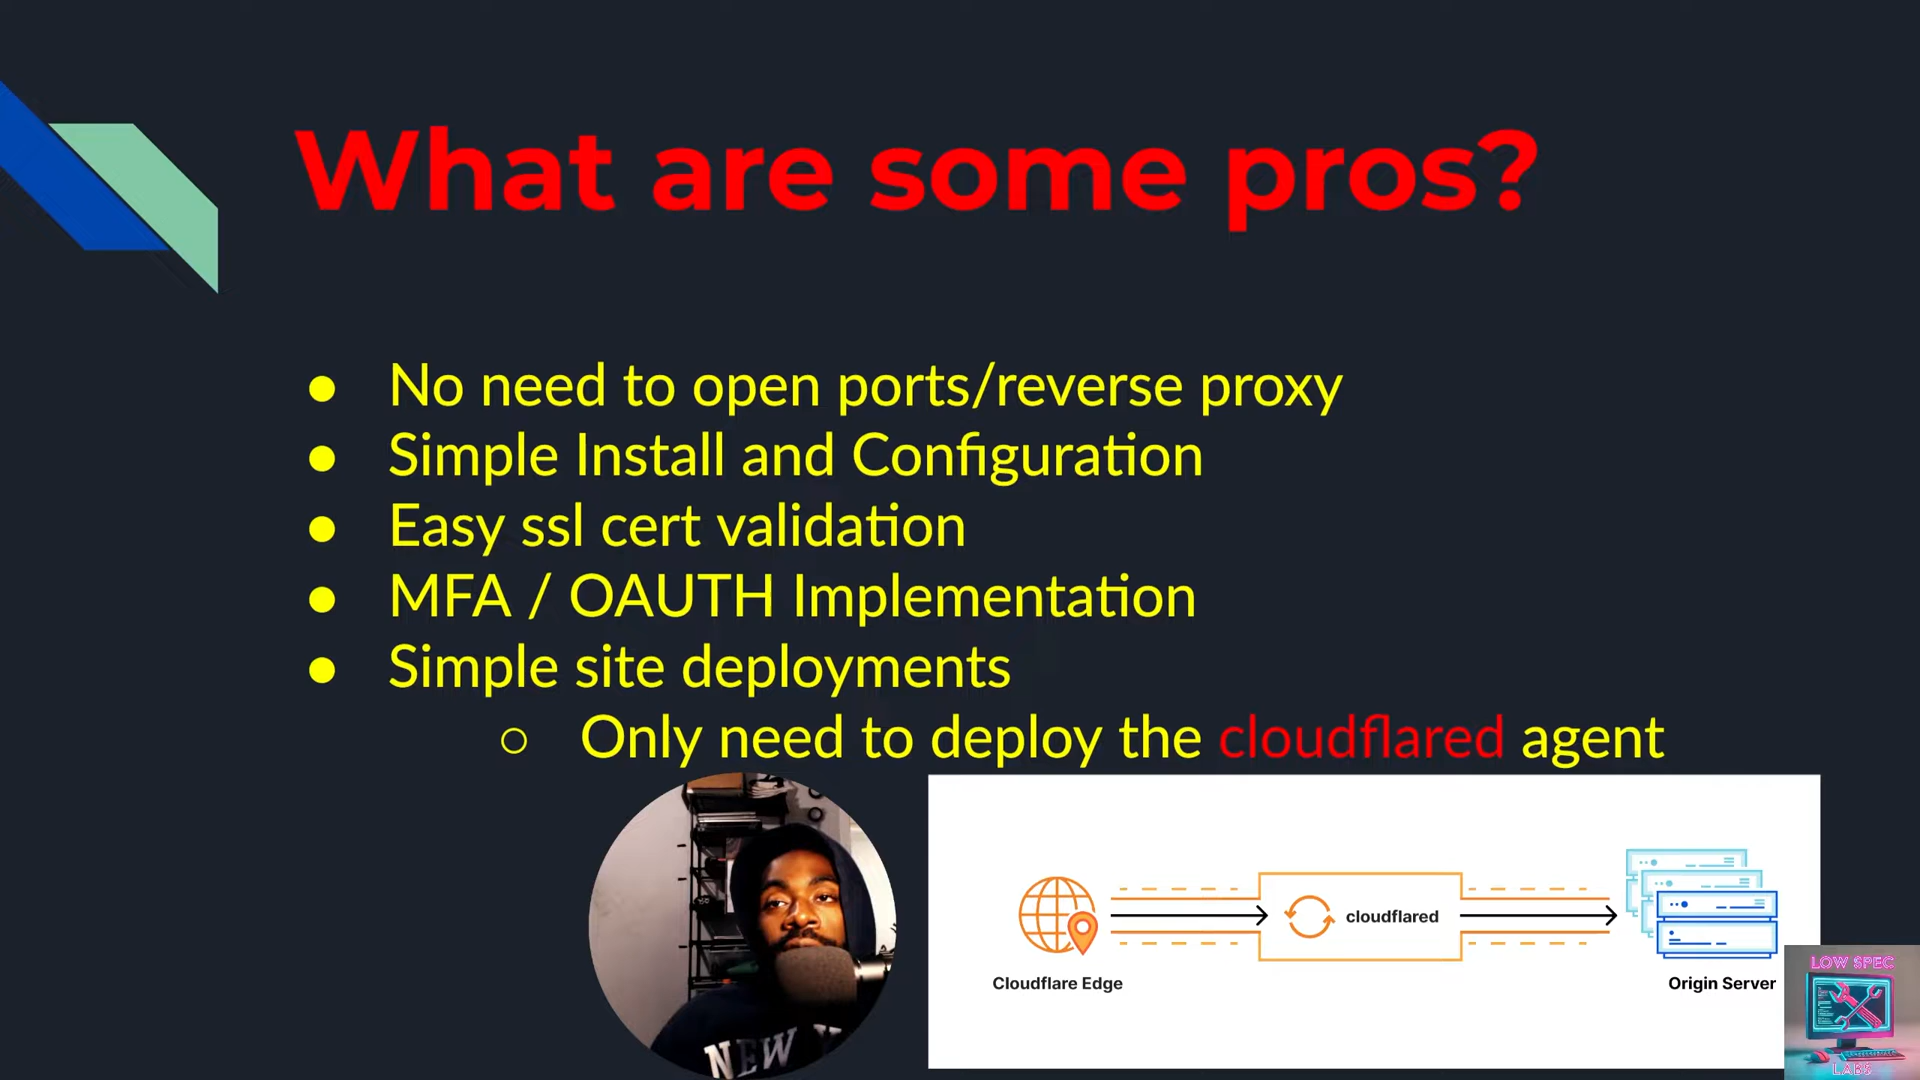 What are some pros?
● No need to open ports/reverse proxy
● Simple Install and Configuration
● Easy ssl cert validation
● MFA / OAUTH Implementation
● Simple site deployments
○ Only need to deploy the cloudflared agent
cloudflared
Cloudflare Edge
Origin Server
NEW
LOW SPEC
LABS